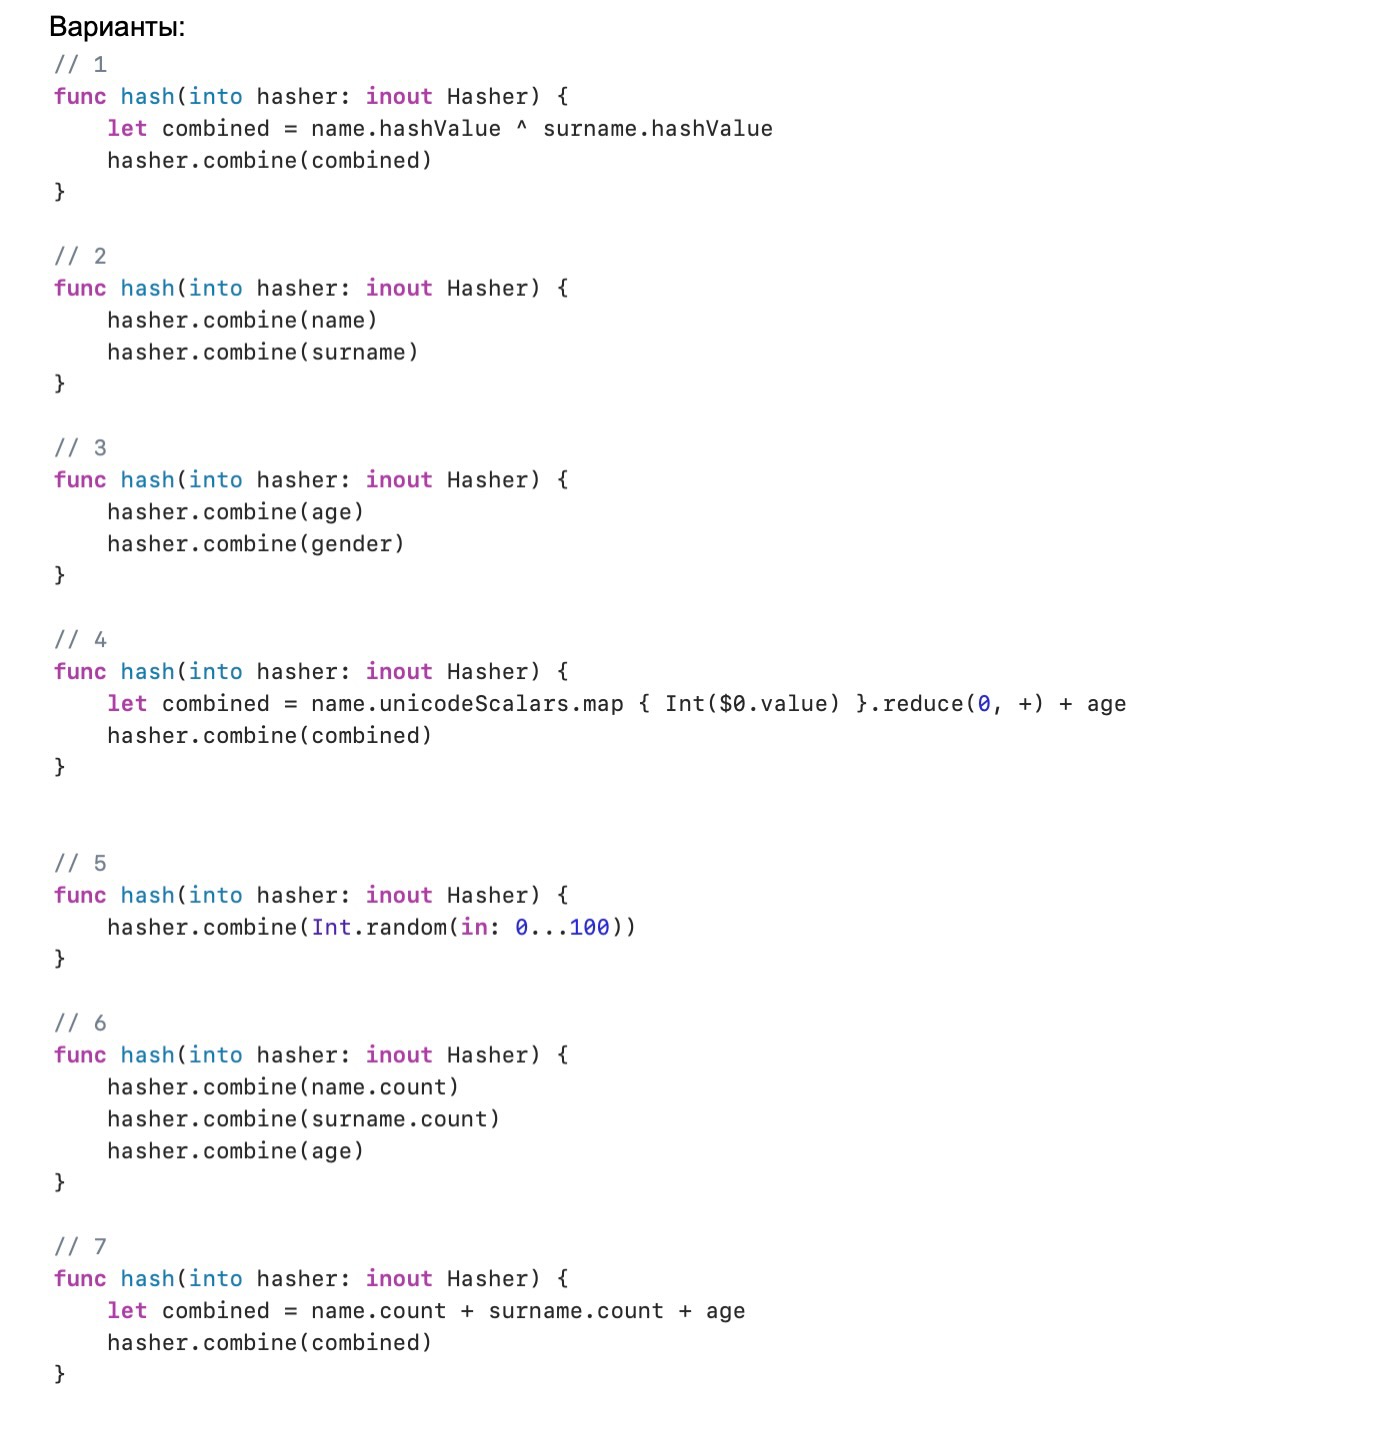 Варианты:
// 1
func hash(into hasher: inout Hasher) {
    let combined = name.hashValue ^ surname.hashValue
    hasher.combine(combined)
}

// 2
func hash(into hasher: inout Hasher) {
    hasher.combine(name)
    hasher.combine(surname)
}

// 3
func hash(into hasher: inout Hasher) {
    hasher.combine(age)
    hasher.combine(gender)
}

// 4
func hash(into hasher: inout Hasher) {
    let combined = name.unicodeScalars.map { Int($0.value) }.reduce(0, +) + age
    hasher.combine(combined)
}

// 5
func hash(into hasher: inout Hasher) {
    hasher.combine(Int.random(in: 0...100))
}

// 6
func hash(into hasher: inout Hasher) {
    hasher.combine(name.count)
    hasher.combine(surname.count)
    hasher.combine(age)
}

// 7
func hash(into hasher: inout Hasher) {
    let combined = name.count + surname.count + age
    hasher.combine(combined)
}